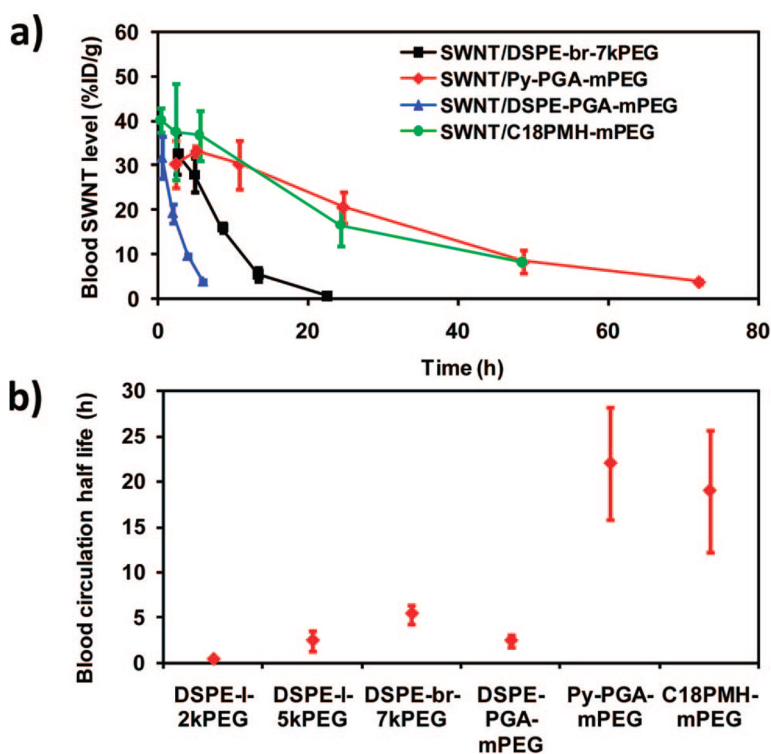 a)
Blood SWNT level (%ID/g)
60
50
40
30
20
10
0
SWNT/DSPE-br-7kPEG
SWNT/Py-PGA-mPEG
SWNT/DSPE-PGA-mPEG
SWNT/C18PMH-mPEG
0 20 40 60 80
Time (h)
b)
Blood circulation half life (h)
30
25
20
15
10
5
0
DSPE-l- DSPE-l- DSPE-br- DSPE- Py-PGA- C18PMH-
2kPEG 5kPEG 7kPEG PGA- mPEG mPEG
mPEG